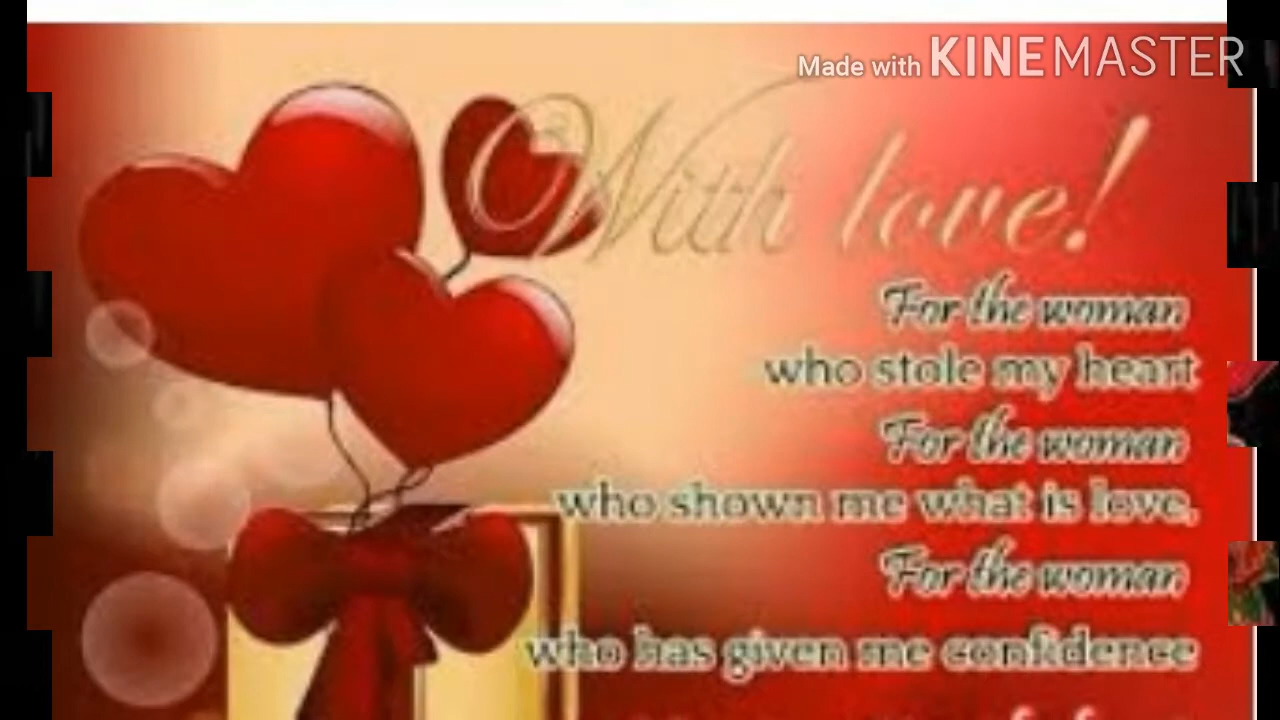 Made with KINEMASTER
With love!
For the woman
who stole my heart
For the woman
who shown me what is love,
For the woman
who has given me confidence